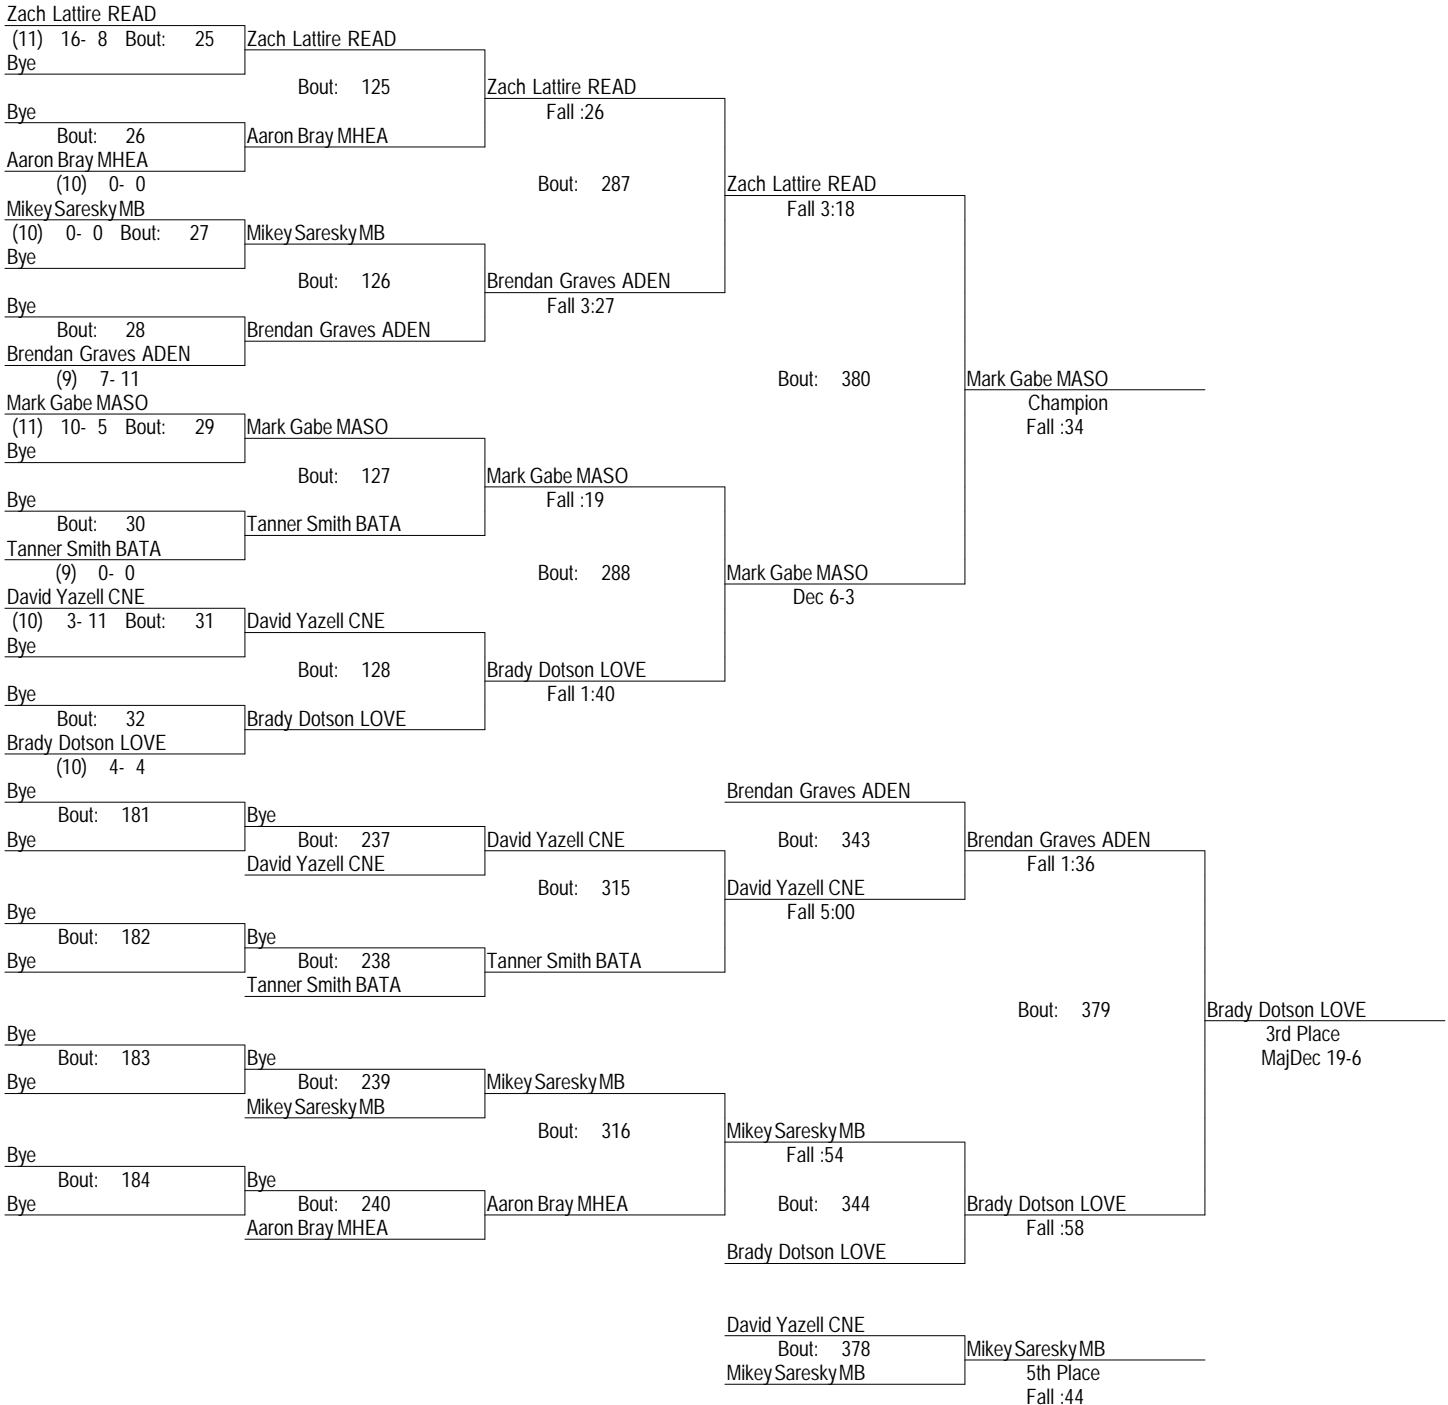 Zach Lattire READ
(11) 16- 8 Bout: 25 Zach Lattire READ
Bye
Bout: 125 Zach Lattire READ
Bye Fall :26
Bout: 26 Aaron Bray MHEA
Aaron Bray MHEA
(10) 0- 0 Bout: 287 Zach Lattire READ
Mikey Saresky MB Fall 3:18
(10) 0- 0 Bout: 27 Mikey Saresky MB
Bye
Bout: 126 Brendan Graves ADEN
Bye Fall 3:27
Bout: 28 Brendan Graves ADEN
Brendan Graves ADEN
(9) 7- 11 Bout: 380 Mark Gabe MASO
Mark Gabe MASO Champion
(11) 10- 5 Bout: 29 Mark Gabe MASO Fall :34
Bye
Bout: 127 Mark Gabe MASO
Bye Fall :19
Bout: 30 Tanner Smith BATA
Tanner Smith BATA
(9) 0- 0 Bout: 288 Mark Gabe MASO
David Yazell CNE Dec 6-3
(10) 3- 11 Bout: 31 David Yazell CNE
Bye
Bout: 128 Brady Dotson LOVE
Bye Fall 1:40
Bout: 32 Brady Dotson LOVE
Brady Dotson LOVE
(10) 4- 4
Bye Brendan Graves ADEN
Bout: 181 Bye
Bye Bout: 237 David Yazell CNE Bout: 343 Brendan Graves ADEN
David Yazell CNE Fall 1:36
Bout: 315 David Yazell CNE
Bye Fall 5:00
Bout: 182 Bye
Bye Bout: 238 Tanner Smith BATA
Tanner Smith BATA
Bout: 379 Brady Dotson LOVE
Bye 3rd Place
Bout: 183 Bye MajDec 19-6
Bye Bout: 239 Mikey Saresky MB
Mikey Saresky MB
Bout: 316 Mikey Saresky MB
Bye Fall :54
Bout: 184 Bye
Bye Bout: 240 Aaron Bray MHEA Bout: 344 Brady Dotson LOVE
Aaron Bray MHEA Fall :58
Brady Dotson LOVE
David Yazell CNE
Bout: 378 Mikey Saresky MB
Mikey Saresky MB 5th Place
Fall :44